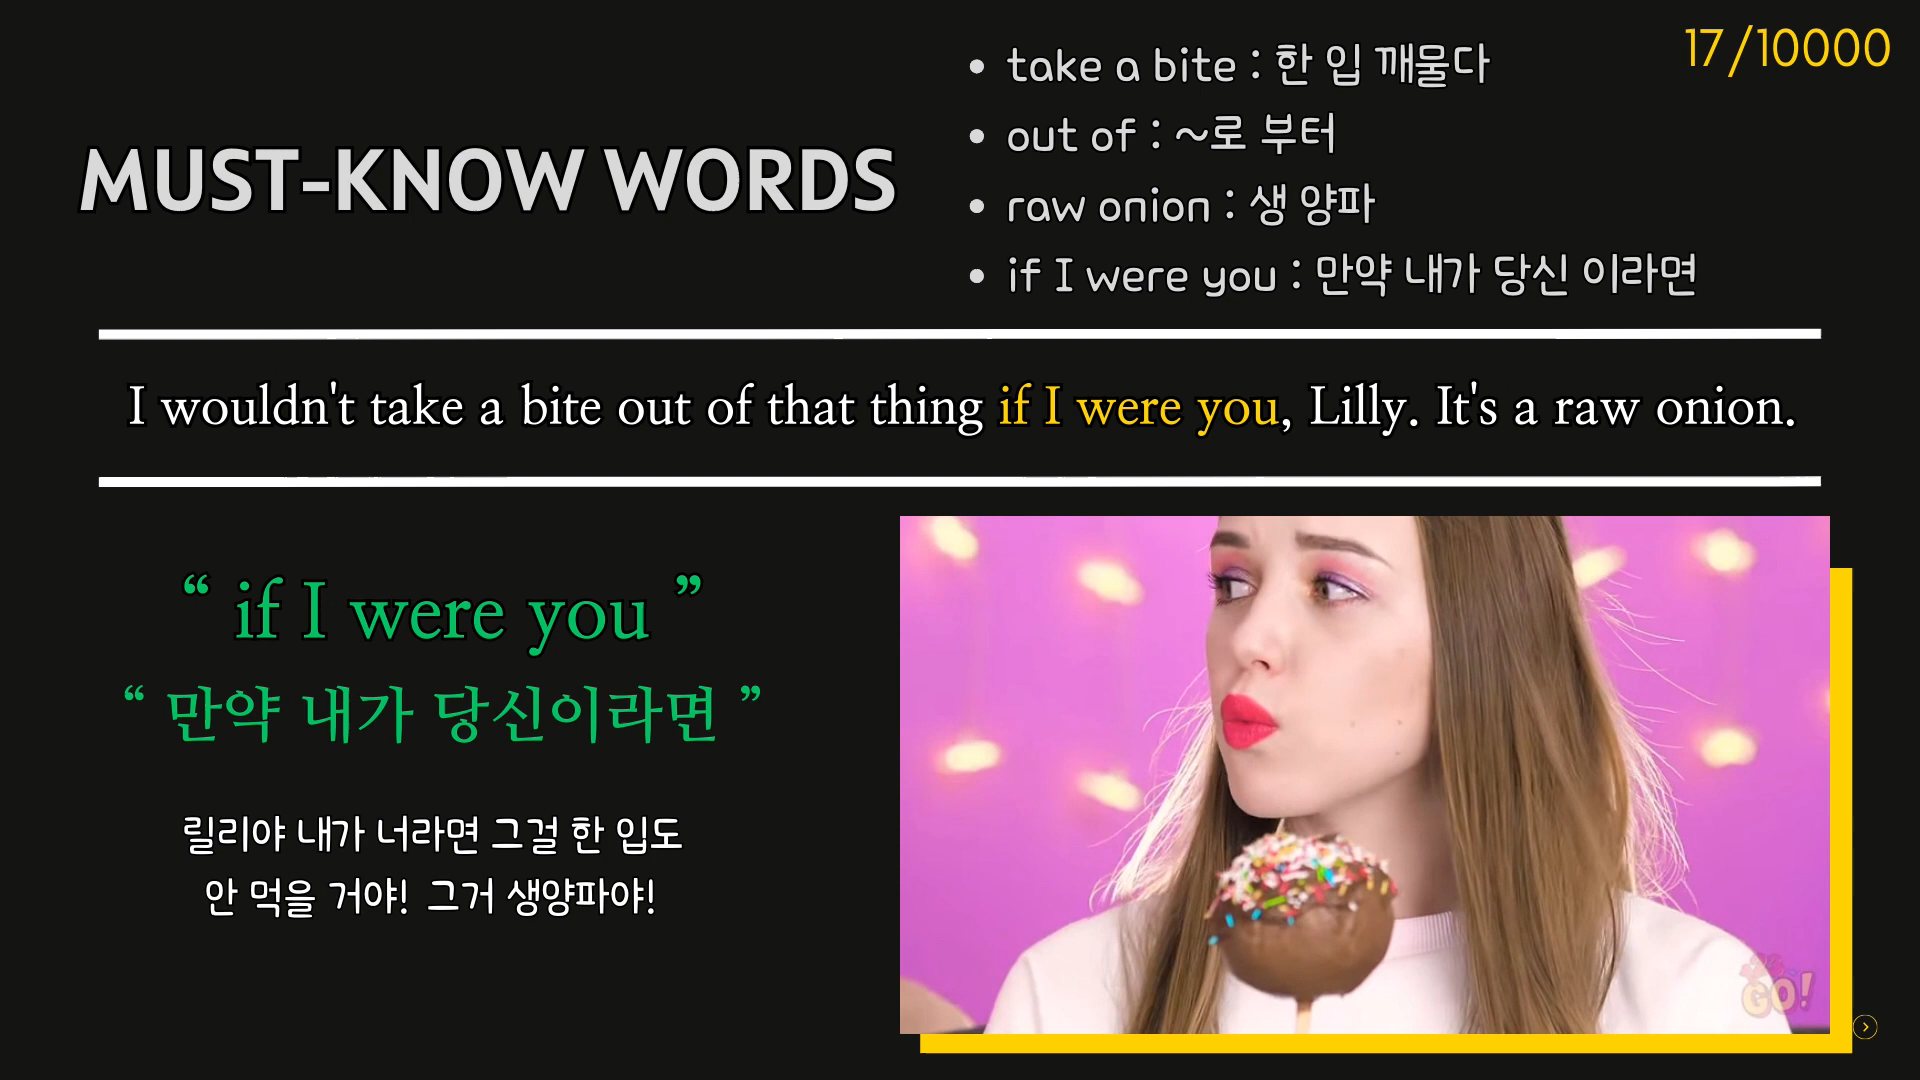 17/10000
MUST-KNOW WORDS
take a bite : 한 입 깨물다
out of : ~로 부터
raw onion : 생 양파
if I were you : 만약 내가 당신 이라면
I wouldn't take a bite out of that thing if I were you, Lilly. It's a raw onion.
“ if I were you ”
“ 만약 내가 당신이라면 ”
릴리야 내가 너라면 그걸 한 입도
안 먹을 거야! 그거 생양파야!
GO!